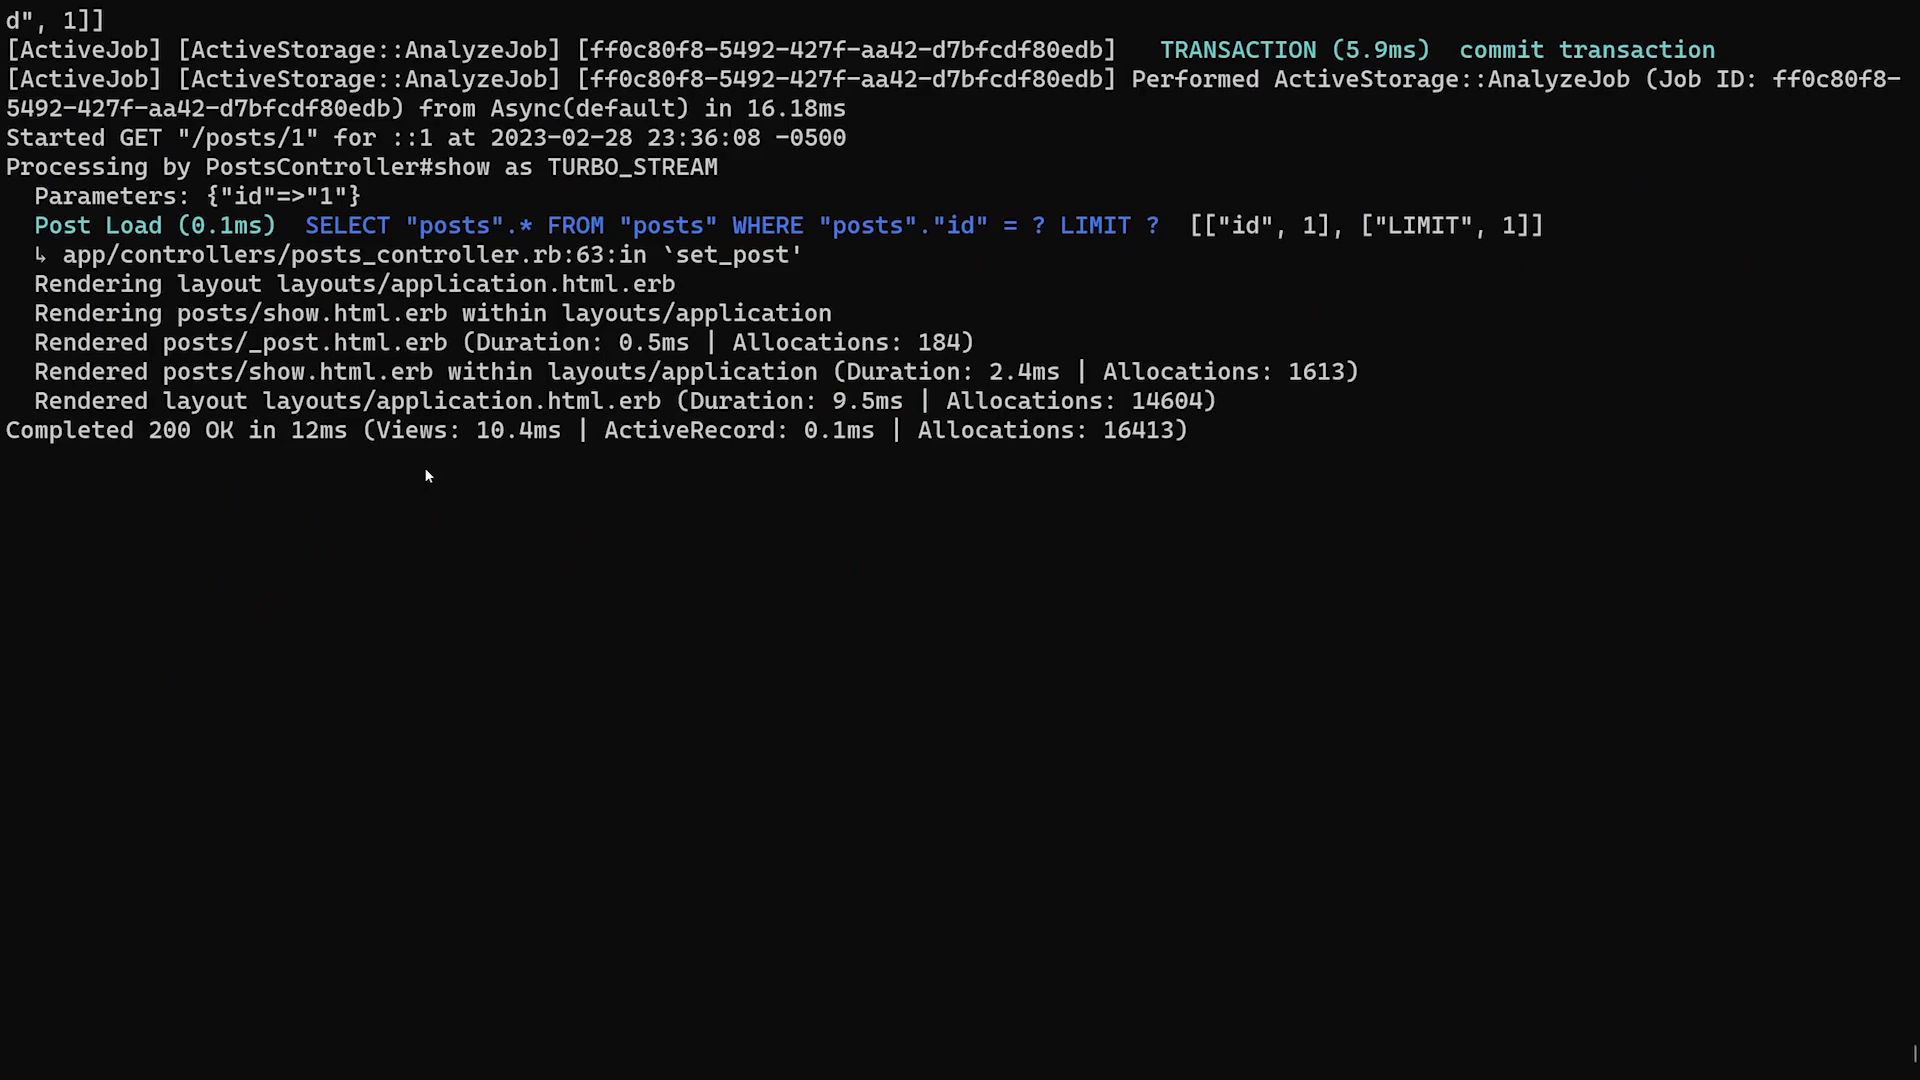 d", 1]]
[ActiveJob] [ActiveStorage::AnalyzeJob] [ff0c80f8-5492-427f-aa42-d7bfcdf80edb]   TRANSACTION (5.9ms)  commit transaction
[ActiveJob] [ActiveStorage::AnalyzeJob] [ff0c80f8-5492-427f-aa42-d7bfcdf80edb] Performed ActiveStorage::AnalyzeJob (Job ID: ff0c80f8-
5492-427f-aa42-d7bfcdf80edb) from Async(default) in 16.18ms
Started GET "/posts/1" for ::1 at 2023-02-28 23:36:08 -0500
Processing by PostsController#show as TURBO_STREAM
  Parameters: {"id"=>"1"}
  Post Load (0.1ms)  SELECT "posts".* FROM "posts" WHERE "posts"."id" = ? LIMIT ?  [["id", 1], ["LIMIT", 1]]
  ↳ app/controllers/posts_controller.rb:63:in `set_post'
  Rendering layout layouts/application.html.erb
  Rendering posts/show.html.erb within layouts/application
  Rendered posts/_post.html.erb (Duration: 0.5ms | Allocations: 184)
  Rendered posts/show.html.erb within layouts/application (Duration: 2.4ms | Allocations: 1613)
  Rendered layout layouts/application.html.erb (Duration: 9.5ms | Allocations: 14604)
Completed 200 OK in 12ms (Views: 10.4ms | ActiveRecord: 0.1ms | Allocations: 16413)